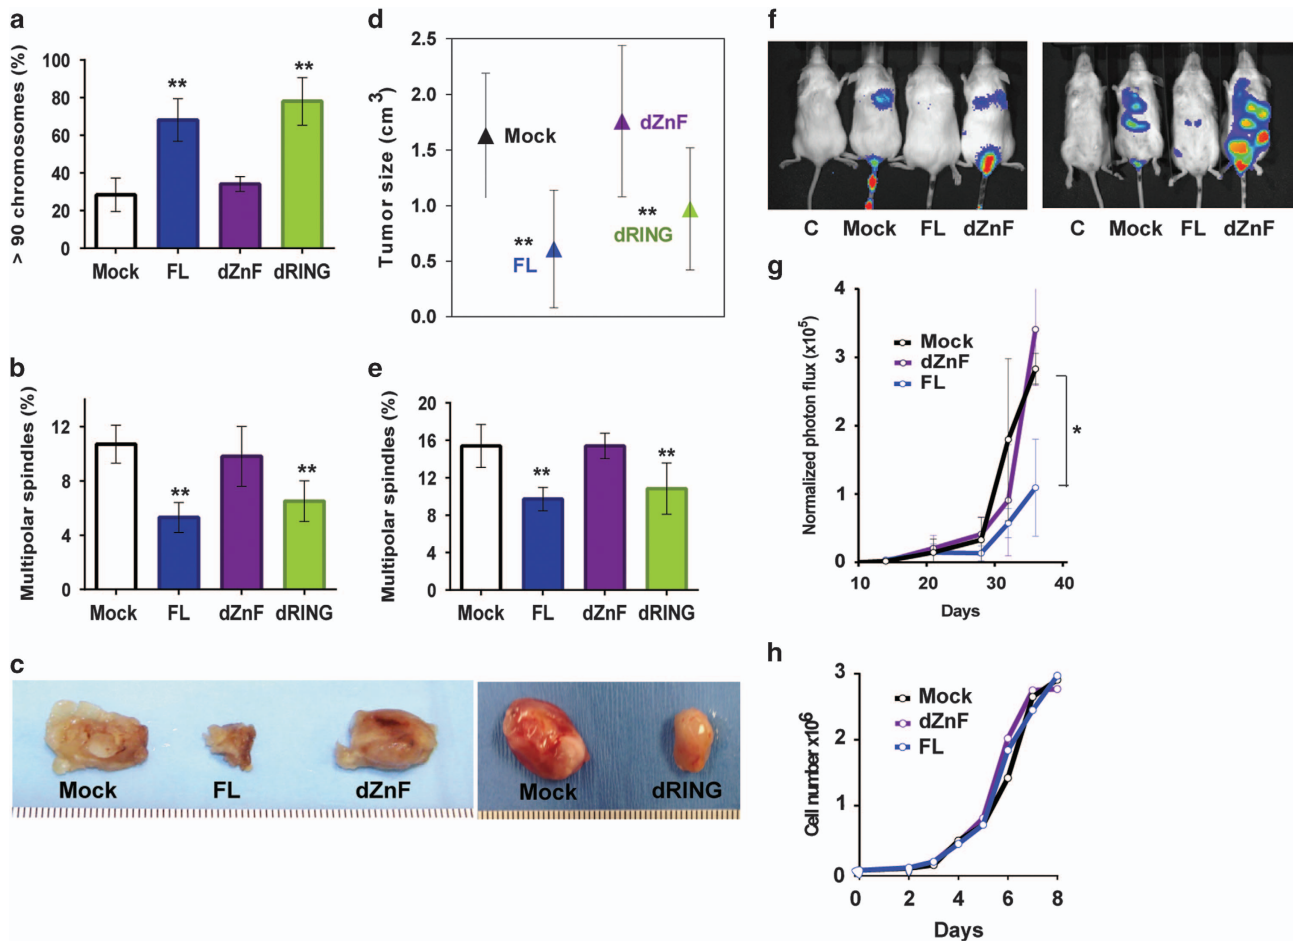 a
> 90 chromosomes (%)
100
80
60
40
20
0
**
**
Mock FL dZnF dRING
b
Multipolar spindles (%)
12
8
4
0
**
**
Mock FL dZnF dRING
c
Mock FL dZnF
Mock dRING
d
Tumor size (cm3)
2.5
2.0
1.5
1.0
0.5
0.0
Mock
**
FL
dZnF
**
dRING
e
Multipolar spindles (%)
20
16
12
8
4
0
**
**
Mock FL dZnF dRING
f
C Mock FL dZnF
C Mock FL dZnF
g
Normalized photon flux (x10^5)
4
3
2
1
0
Mock
dZnF
FL
*
10 20 30 40
Days
h
Cell number x10^6
3
2
1
0
Mock
dZnF
FL
0 2 4 6 8
Days